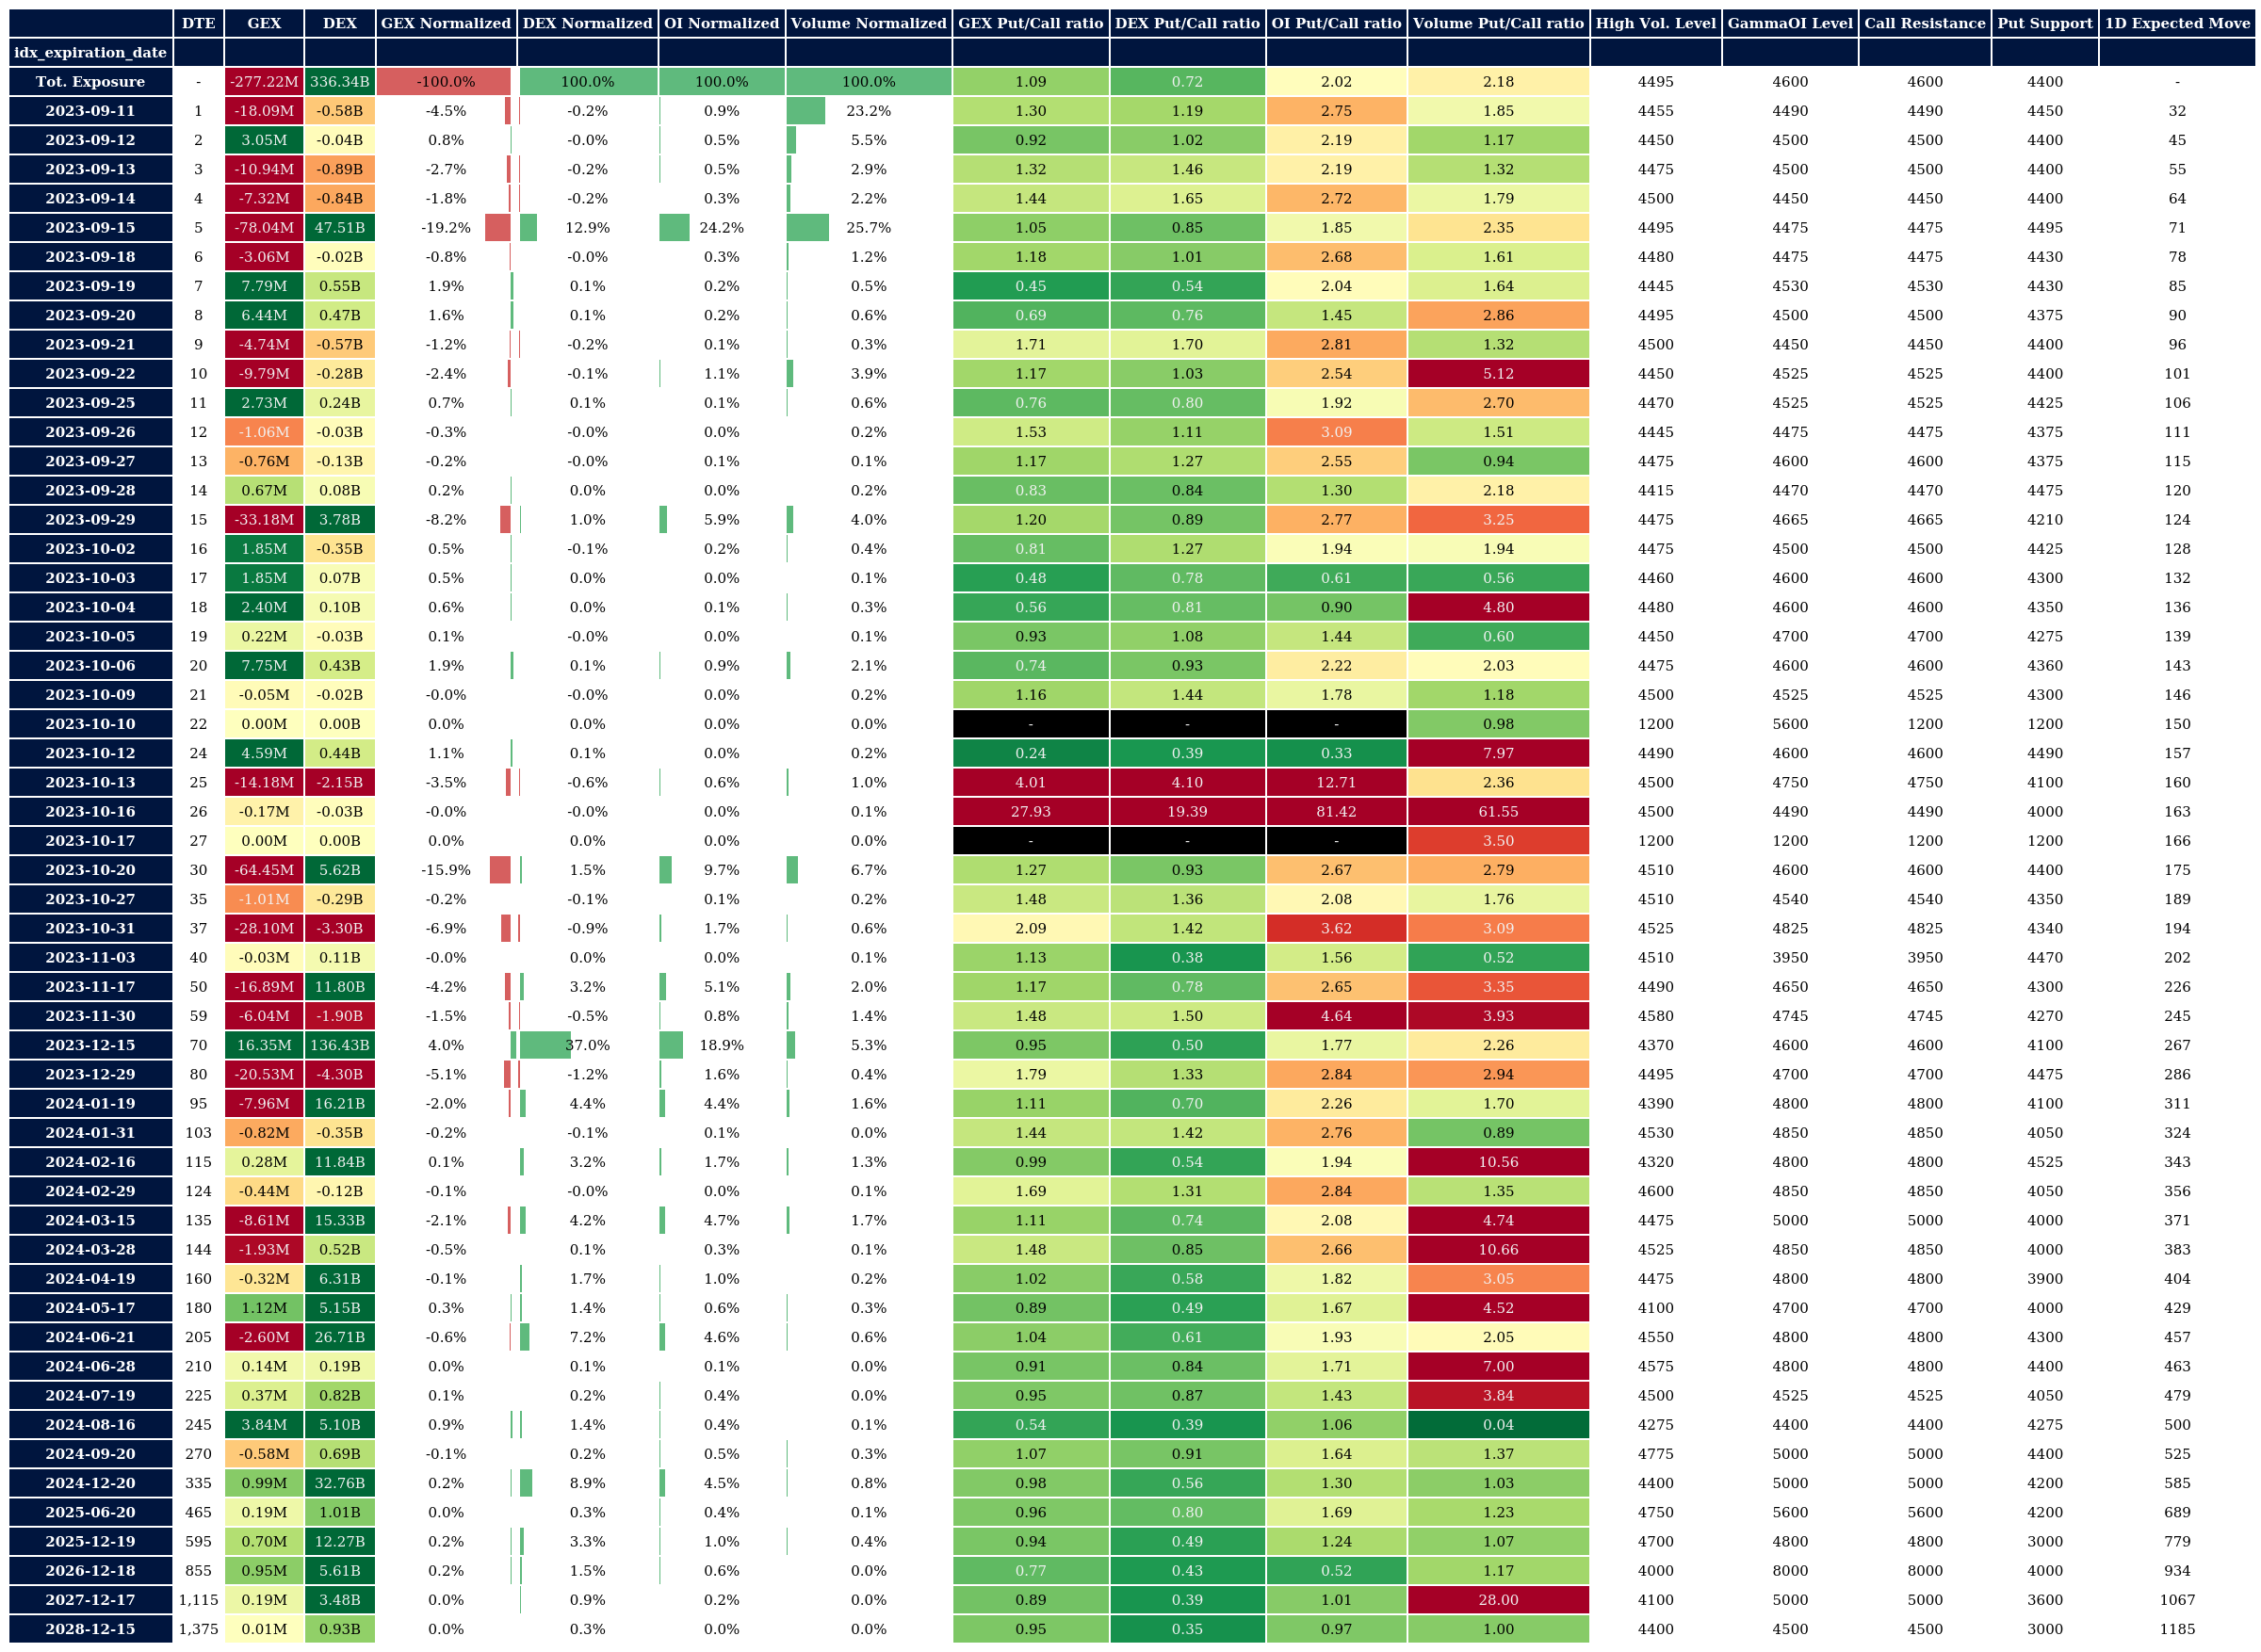 DTE GEX DEX GEX Normalized DEX Normalized OI Normalized Volume Normalized GEX Put/Call ratio DEX Put/Call ratio OI Put/Call ratio Volume Put/Call ratio High Vol. Level GammaOI Level Call Resistance Put Support 1D Expected Move
idx_expiration_date
Tot. Exposure - -277.22M 336.34B -100.0% 100.0% 100.0% 100.0% 1.09 0.72 2.02 2.18 4495 4600 4600 4400 -
2023-09-11 1 -18.09M -0.58B -4.5% -0.2% 0.9% 23.2% 1.30 1.19 2.75 1.85 4455 4490 4490 4450 32
2023-09-12 2 3.05M -0.04B 0.8% -0.0% 0.5% 5.5% 0.92 1.02 2.19 1.17 4450 4500 4500 4400 45
2023-09-13 3 -10.94M -0.89B -2.7% -0.2% 0.5% 2.9% 1.32 1.46 2.19 1.32 4475 4500 4500 4400 55
2023-09-14 4 -7.32M -0.84B -1.8% -0.2% 0.3% 2.2% 1.44 1.65 2.72 1.79 4500 4450 4450 4400 64
2023-09-15 5 -78.04M 47.51B -19.2% 12.9% 24.2% 25.7% 1.05 0.85 1.85 2.35 4495 4475 4475 4495 71
2023-09-18 6 -3.06M -0.02B -0.8% -0.0% 0.3% 1.2% 1.18 1.01 2.68 1.61 4480 4475 4475 4430 78
2023-09-19 7 7.79M 0.55B 1.9% 0.1% 0.2% 0.5% 0.45 0.54 2.04 1.64 4445 4530 4530 4430 85
2023-09-20 8 6.44M 0.47B 1.6% 0.1% 0.2% 0.6% 0.69 0.76 1.45 2.86 4495 4500 4500 4375 90
2023-09-21 9 -4.74M -0.57B -1.2% -0.2% 0.1% 0.3% 1.71 1.70 2.81 1.32 4500 4450 4450 4400 96
2023-09-22 10 -9.79M -0.28B -2.4% -0.1% 1.1% 3.9% 1.17 1.03 2.54 5.12 4450 4525 4525 4400 101
2023-09-25 11 2.73M 0.24B 0.7% 0.1% 0.1% 0.6% 0.76 0.80 1.92 2.70 4470 4525 4525 4425 106
2023-09-26 12 -1.06M -0.03B -0.3% -0.0% 0.0% 0.2% 1.53 1.11 3.09 1.51 4445 4475 4475 4375 111
2023-09-27 13 -0.76M -0.13B -0.2% -0.0% 0.1% 0.1% 1.17 1.27 2.55 0.94 4475 4600 4600 4375 115
2023-09-28 14 0.67M 0.08B 0.2% 0.0% 0.0% 0.2% 0.83 0.84 1.30 2.18 4415 4470 4470 4475 120
2023-09-29 15 -33.18M 3.78B -8.2% 1.0% 5.9% 4.0% 1.20 0.89 2.77 3.25 4475 4665 4665 4210 124
2023-10-02 16 1.85M -0.35B 0.5% -0.1% 0.2% 0.4% 0.81 1.27 1.94 1.94 4475 4500 4500 4425 128
2023-10-03 17 1.85M 0.07B 0.5% 0.0% 0.0% 0.1% 0.48 0.78 0.61 0.56 4460 4600 4600 4300 132
2023-10-04 18 2.40M 0.10B 0.6% 0.0% 0.1% 0.3% 0.56 0.81 0.90 4.80 4480 4600 4600 4350 136
2023-10-05 19 0.22M -0.03B 0.1% -0.0% 0.0% 0.1% 0.93 1.08 1.44 0.60 4450 4700 4700 4275 139
2023-10-06 20 7.75M 0.43B 1.9% 0.1% 0.9% 2.1% 0.74 0.93 2.22 2.03 4475 4600 4600 4360 143
2023-10-09 21 -0.05M -0.02B -0.0% -0.0% 0.0% 0.2% 1.16 1.44 1.78 1.18 4500 4525 4525 4300 146
2023-10-10 22 0.00M 0.00B 0.0% 0.0% 0.0% 0.0% - - - 0.98 1200 5600 1200 1200 150
2023-10-12 24 4.59M 0.44B 1.1% 0.1% 0.0% 0.2% 0.24 0.39 0.33 7.97 4490 4600 4600 4490 157
2023-10-13 25 -14.18M -2.15B -3.5% -0.6% 0.6% 1.0% 4.01 4.10 12.71 2.36 4500 4750 4750 4100 160
2023-10-16 26 -0.17M -0.03B -0.0% -0.0% 0.0% 0.1% 27.93 19.39 81.42 61.55 4500 4490 4490 4000 163
2023-10-17 27 0.00M 0.00B 0.0% 0.0% 0.0% 0.0% - - - 3.50 1200 1200 1200 1200 166
2023-10-20 30 -64.45M 5.62B -15.9% 1.5% 9.7% 6.7% 1.27 0.93 2.67 2.79 4510 4600 4600 4400 175
2023-10-27 35 -1.01M -0.29B -0.2% -0.1% 0.1% 0.2% 1.48 1.36 2.08 1.76 4510 4540 4540 4350 189
2023-10-31 37 -28.10M -3.30B -6.9% -0.9% 1.7% 0.6% 2.09 1.42 3.62 3.09 4525 4825 4825 4340 194
2023-11-03 40 -0.03M 0.11B -0.0% 0.0% 0.0% 0.1% 1.13 0.38 1.56 0.52 4510 3950 3950 4470 202
2023-11-17 50 -16.89M 11.80B -4.2% 3.2% 5.1% 2.0% 1.17 0.78 2.65 3.35 4490 4650 4650 4300 226
2023-11-30 59 -6.04M -1.90B -1.5% -0.5% 0.8% 1.4% 1.48 1.50 4.64 3.93 4580 4745 4745 4270 245
2023-12-15 70 16.35M 136.43B 4.0% 37.0% 18.9% 5.3% 0.95 0.50 1.77 2.26 4370 4600 4600 4100 267
2023-12-29 80 -20.53M -4.30B -5.1% -1.2% 1.6% 0.4% 1.79 1.33 2.84 2.94 4495 4700 4700 4475 286
2024-01-19 95 -7.96M 16.21B -2.0% 4.4% 4.4% 1.6% 1.11 0.70 2.26 1.70 4390 4800 4800 4100 311
2024-01-31 103 -0.82M -0.35B -0.2% -0.1% 0.1% 0.0% 1.44 1.42 2.76 0.89 4530 4850 4850 4050 324
2024-02-16 115 0.28M 11.84B 0.1% 3.2% 1.7% 1.3% 0.99 0.54 1.94 10.56 4320 4800 4800 4525 343
2024-02-29 124 -0.44M -0.12B -0.1% -0.0% 0.0% 0.1% 1.69 1.31 2.84 1.35 4600 4850 4850 4050 356
2024-03-15 135 -8.61M 15.33B -2.1% 4.2% 4.7% 1.7% 1.11 0.74 2.08 4.74 4475 5000 5000 4000 371
2024-03-28 144 -1.93M 0.52B -0.5% 0.1% 0.3% 0.1% 1.48 0.85 2.66 10.66 4525 4850 4850 4000 383
2024-04-19 160 -0.32M 6.31B -0.1% 1.7% 1.0% 0.2% 1.02 0.58 1.82 3.05 4475 4800 4800 3900 404
2024-05-17 180 1.12M 5.15B 0.3% 1.4% 0.6% 0.3% 0.89 0.49 1.67 4.52 4100 4700 4700 4000 429
2024-06-21 205 -2.60M 26.71B -0.6% 7.2% 4.6% 0.6% 1.04 0.61 1.93 2.05 4550 4800 4800 4300 457
2024-06-28 210 0.14M 0.19B 0.0% 0.1% 0.1% 0.0% 0.91 0.84 1.71 7.00 4575 4800 4800 4400 463
2024-07-19 225 0.37M 0.82B 0.1% 0.2% 0.4% 0.0% 0.95 0.87 1.43 3.84 4500 4525 4525 4050 479
2024-08-16 245 3.84M 5.10B 0.9% 1.4% 0.4% 0.1% 0.54 0.39 1.06 0.04 4275 4400 4400 4275 500
2024-09-20 270 -0.58M 0.69B -0.1% 0.2% 0.5% 0.3% 1.07 0.91 1.64 1.37 4775 5000 5000 4400 525
2024-12-20 335 0.99M 32.76B 0.2% 8.9% 4.5% 0.8% 0.98 0.56 1.30 1.03 4400 5000 5000 4200 585
2025-06-20 465 0.19M 1.01B 0.0% 0.3% 0.4% 0.1% 0.96 0.80 1.69 1.23 4750 5600 5600 4200 689
2025-12-19 595 0.70M 12.27B 0.2% 3.3% 1.0% 0.4% 0.94 0.49 1.24 1.07 4700 4800 4800 3000 779
2026-12-18 855 0.95M 5.61B 0.2% 1.5% 0.6% 0.0% 0.77 0.43 0.52 1.17 4000 8000 8000 4000 934
2027-12-17 1,115 0.19M 3.48B 0.0% 0.9% 0.2% 0.0% 0.89 0.39 1.01 28.00 4100 5000 5000 3600 1067
2028-12-15 1,375 0.01M 0.93B 0.0% 0.3% 0.0% 0.0% 0.95 0.35 0.97 1.00 4400 4500 4500 3000 1185